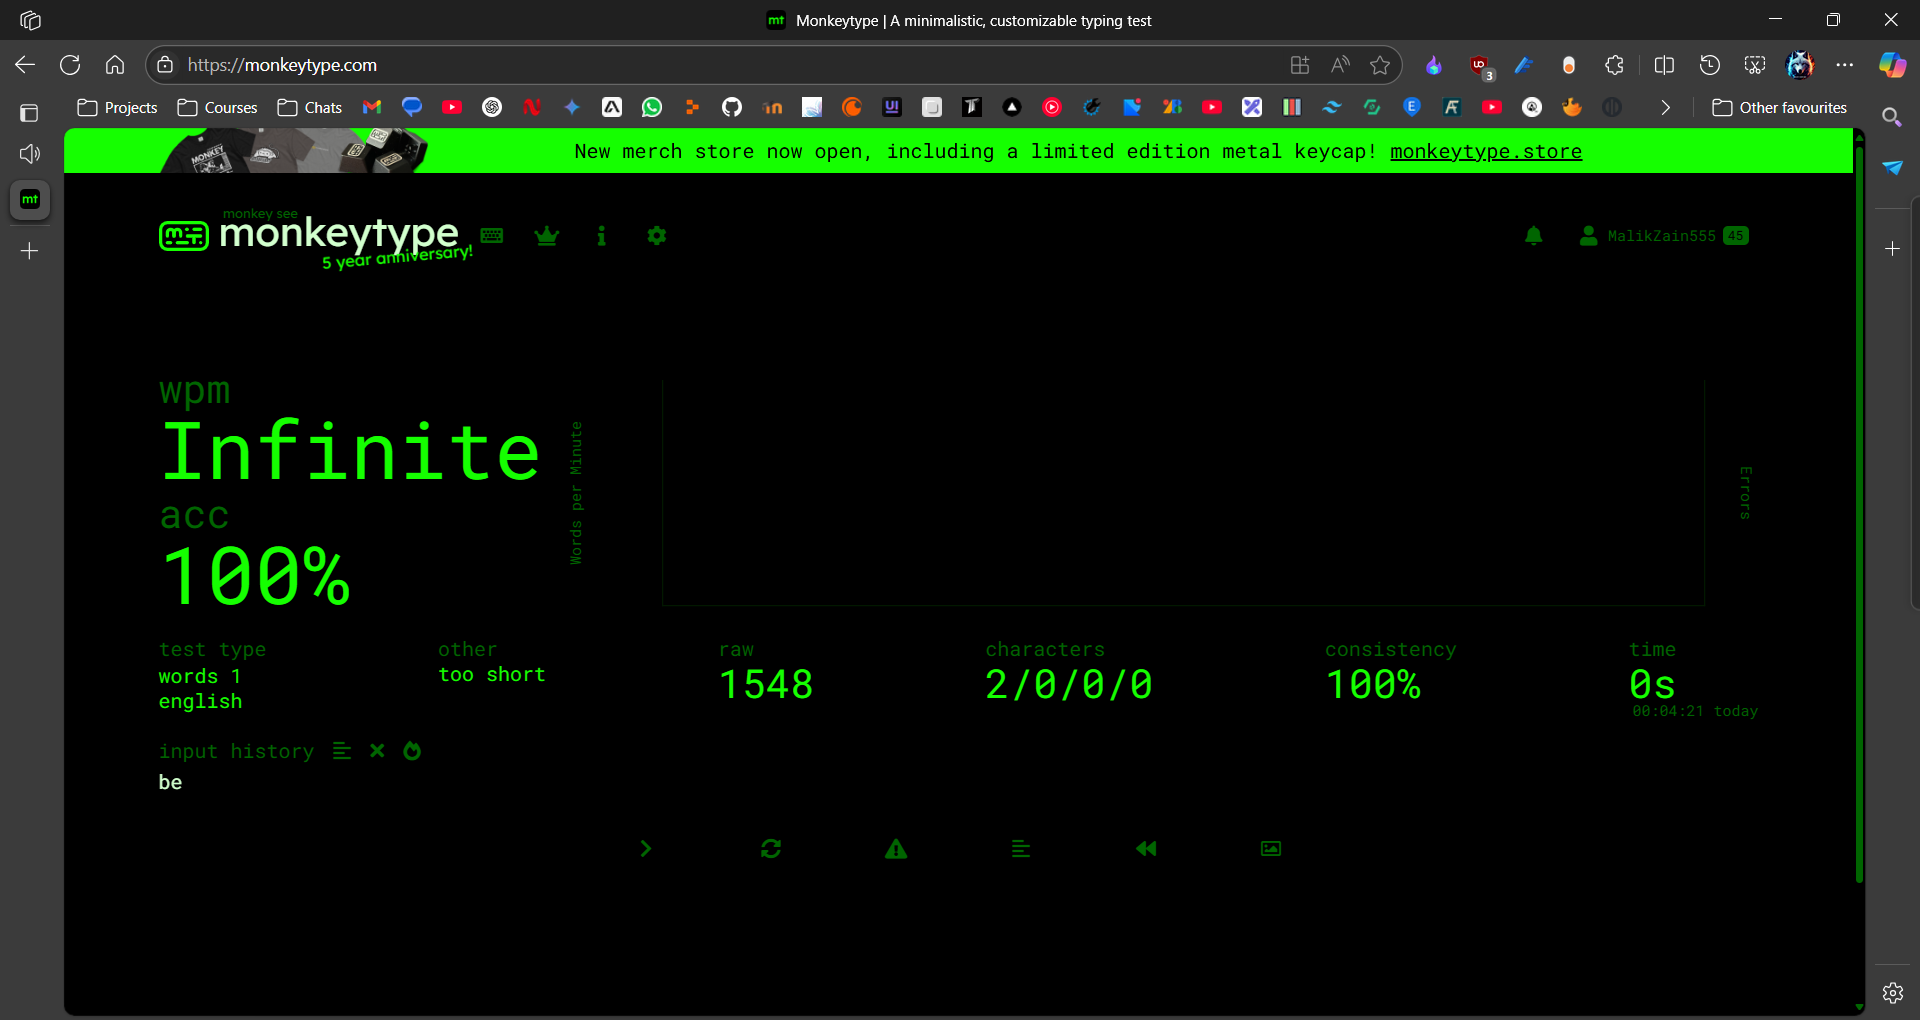 Monkeytype | A minimalistic, customizable typing test
https://monkeytype.com
3
Projects
Courses
Chats
Other favourites
New merch store now open, including a limited edition metal keycap! monkeytype.store
monkey see
monkeytype
5 year anniversary!
MalikZain555 45
wpm
Infinite
acc
100%
Words per Minute
Errors
test type
words 1
english
other
too short
raw
1548
characters
2/0/0/0
consistency
100%
time
0s
00:04:21 today
input history
be